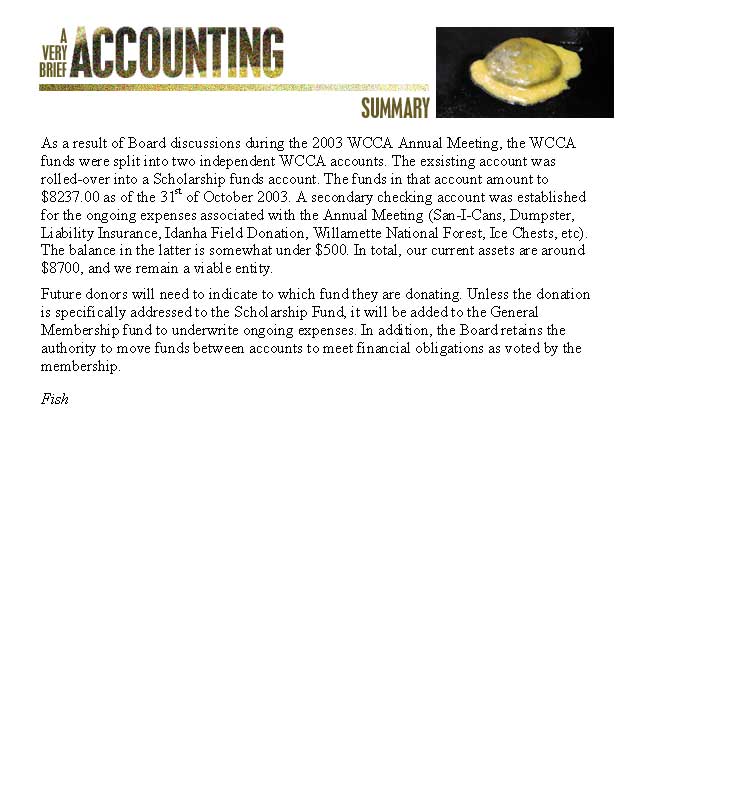 A
VERY
BRIEF
ACCOUNTING
SUMMARY
As a result of Board discussions during the 2003 WCCA Annual Meeting, the WCCA
funds were split into two independent WCCA accounts. The exsisting account was
rolled-over into a Scholarship funds account. The funds in that account amount to
$8237.00 as of the 31st of October 2003. A secondary checking account was established
for the ongoing expenses associated with the Annual Meeting (San-I-Cans, Dumpster,
Liability Insurance, Idanha Field Donation, Willamette National Forest, Ice Chests, etc).
The balance in the latter is somewhat under $500. In total, our current assets are around
$8700, and we remain a viable entity.
Future donors will need to indicate to which fund they are donating. Unless the donation
is specifically addressed to the Scholarship Fund, it will be added to the General
Membership fund to underwrite ongoing expenses. In addition, the Board retains the
authority to move funds between accounts to meet financial obligations as voted by the
membership.
Fish